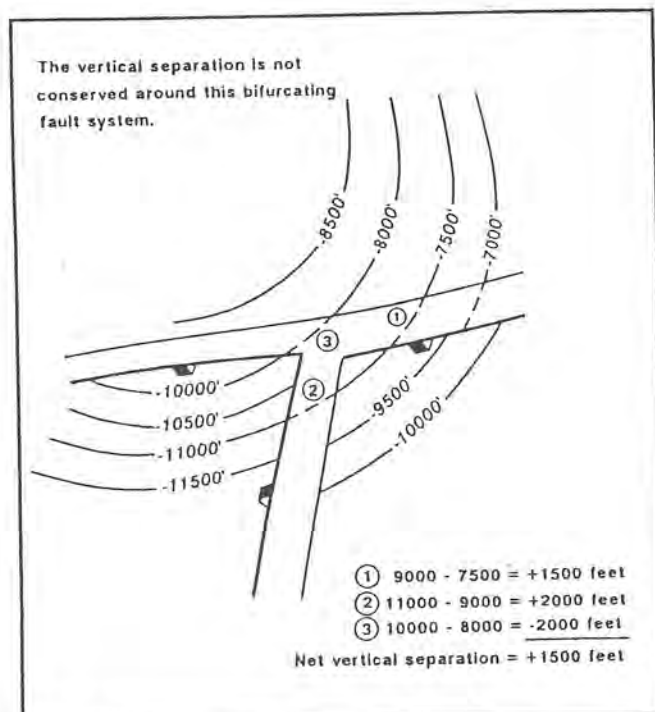 The vertical separation is not
conserved around this bifurcating
fault system.
-8500'
-8000'
-7500'
-7000'
①
③
②
-10000'
-10500'
-11000'
-11500'
-9500'
-10000'
① 9000 - 7500 = +1500 feet
② 11000 - 9000 = +2000 feet
③ 10000 - 8000 = -2000 feet
Net vertical separation = +1500 feet